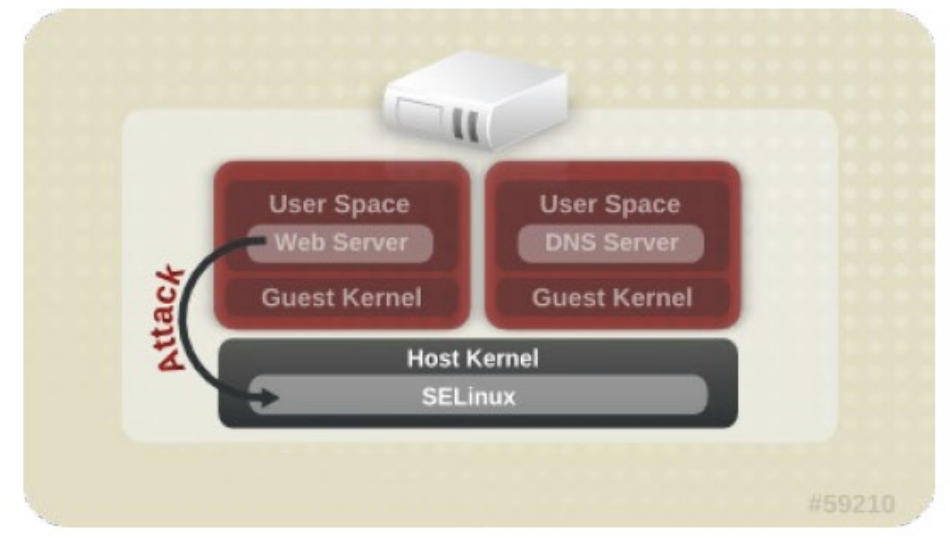 User Space
Web Server
Guest Kernel
User Space
DNS Server
Guest Kernel
Attack
Host Kernel
SELinux
#59210